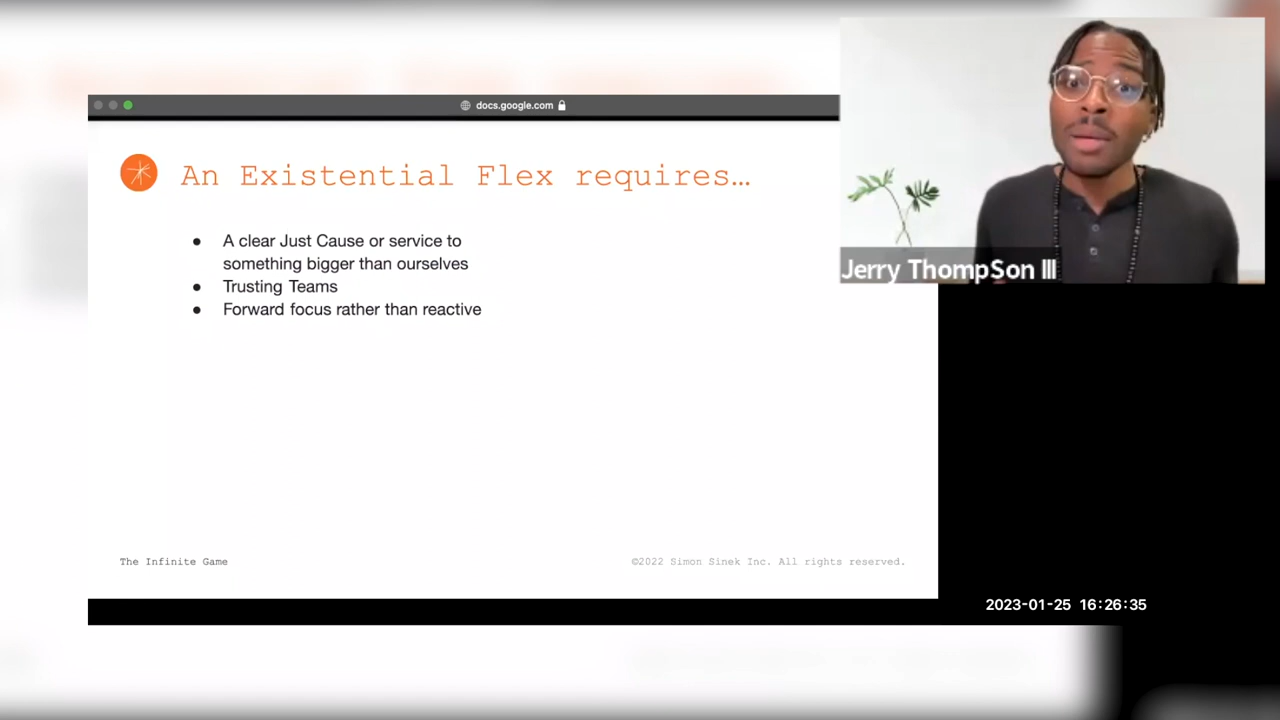 docs.google.com
An Existential Flex requires…
● A clear Just Cause or service to
something bigger than ourselves
● Trusting Teams
● Forward focus rather than reactive
The Infinite Game
©2022 Simon Sinek Inc. All rights reserved.
Jerry ThompSon III
2023-01-25 16:26:35